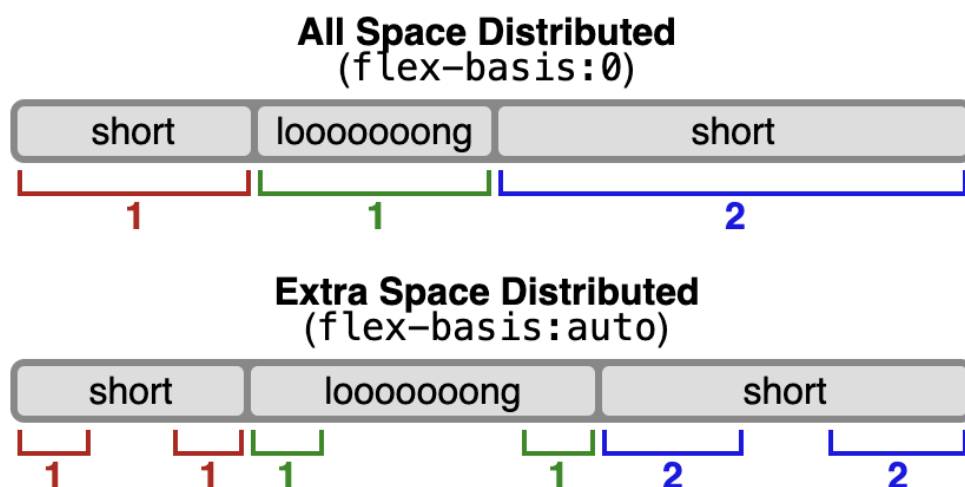 All Space Distributed
(flex-basis:0)
short looooooong short
1 1 2
Extra Space Distributed
(flex-basis:auto)
short looooooong short
1 1 1 1 2 2